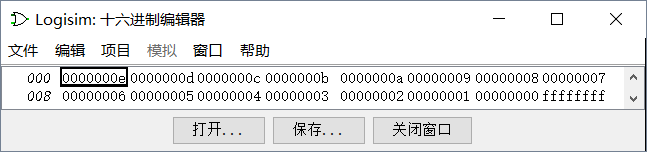 Logisim: 十六进制编辑器
文件 编辑 项目 模拟 窗口 帮助
000 0000000e 0000000d 0000000c 0000000b 0000000a 00000009 00000008 00000007
008 00000006 00000005 00000004 00000003 00000002 00000001 00000000 ffffffff
打开... 保存... 关闭窗口